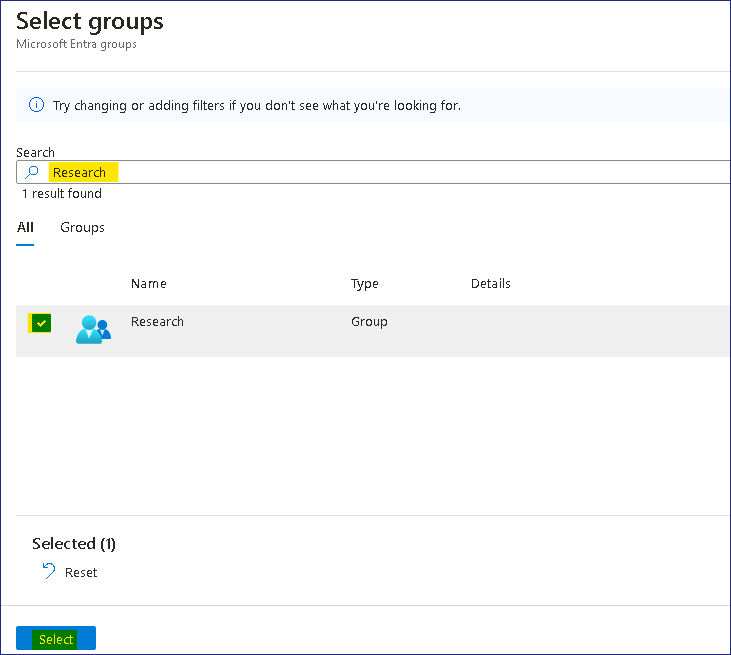 Select groups
Microsoft Entra groups
Try changing or adding filters if you don't see what you're looking for.
Search
Research
1 result found
All Groups
Name Type Details
Research Group
Selected (1)
Reset
Select